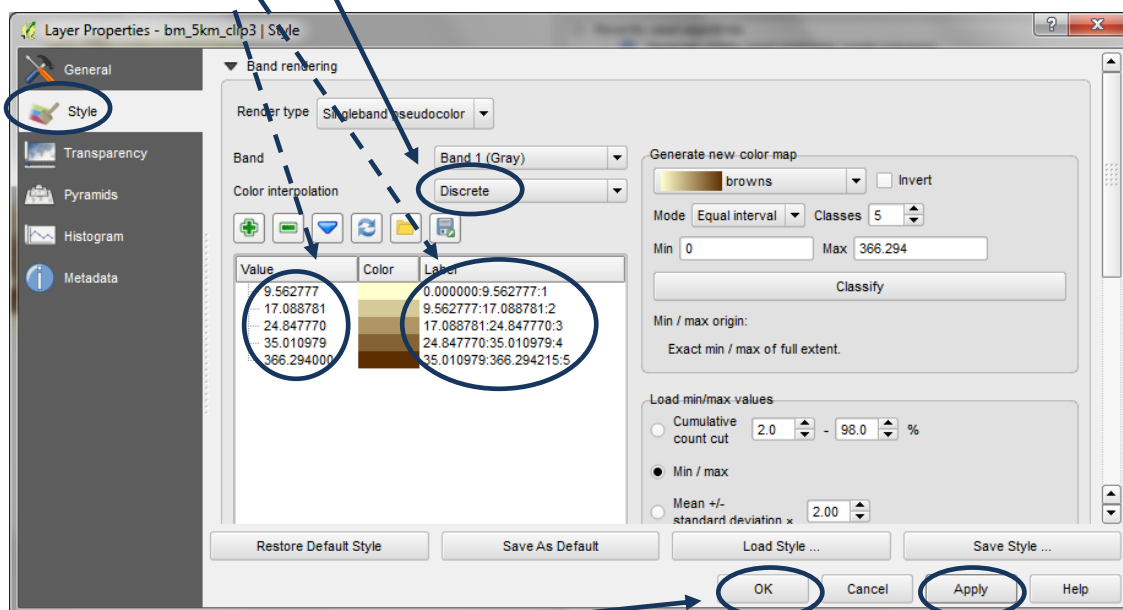 Layer Properties - bm_5km_clip3 | Style
General
Style
Transparency
Pyramids
Histogram
Metadata
Band rendering
Render type Singleband pseudocolor
Band Band 1 (Gray)
Color interpolation Discrete
Value Color Label
9.562777 0.000000:9.562777:1
17.088781 9.562777:17.088781:2
24.847770 17.088781:24.847770:3
35.010979 24.847770:35.010979:4
366.294000 35.010979:366.294215:5
Generate new color map
browns Invert
Mode Equal interval Classes 5
Min 0 Max 366.294
Classify
Min / max origin:
Exact min / max of full extent.
Load min/max values
Cumulative
count cut 2.0 - 98.0 %
Min / max
Mean +/-
standard deviation × 2.00
Restore Default Style Save As Default Load Style ... Save Style ...
OK Cancel Apply Help